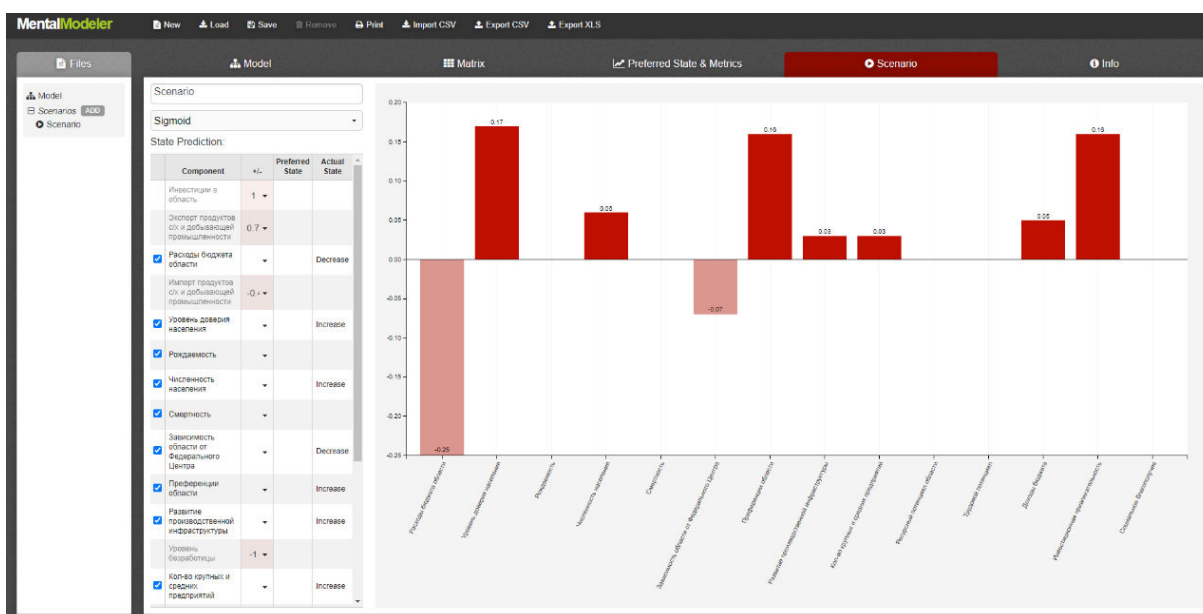 MentalModeler
New Load Save Remove Print Import CSV Export CSV Export XLS
Files
Model
Matrix
Preferred State & Metrics
Scenario
Info
Model
Scenarios ADD
Scenario
Scenario
Sigmoid
State Prediction:
Component +/- Preferred State Actual State
Инвестиции в
область
1
Экспорт продуктов
с/х и добывающей
промышленности
0.7
Расходы бюджета
области
Decrease
Импорт продуктов
с/х и добывающей
промышленности
Уровень доверия
населения
Increase
Рождаемость
Численность
населения
Increase
Смертность
Зависимость
области от
Федерального
Центра
Decrease
Преференции
области
Increase
Развитие
производственной
инфраструктуры
Increase
Уровень
безработицы
-1
Кол-во крупных и
средних
предприятий
Increase
0.20
0.15
0.10
0.05
0.00
-0.05
-0.10
-0.15
-0.20
-0.25
-0.25
0.17
0.06
-0.07
0.16
0.03
0.03
0.05
0.16
Расходы бюджета области
Уровень доверия населения
Рождаемость
Численность населения
Смертность
Зависимость области от Федерального Центра
Преференции области
Развитие производственной инфраструктуры
Кол-во крупных и средних предприятий
Ресурсный потенциал области
Трудовой потенциал
Доходы бюджета
Инвестиционная привлекательность
Социальное благополучие